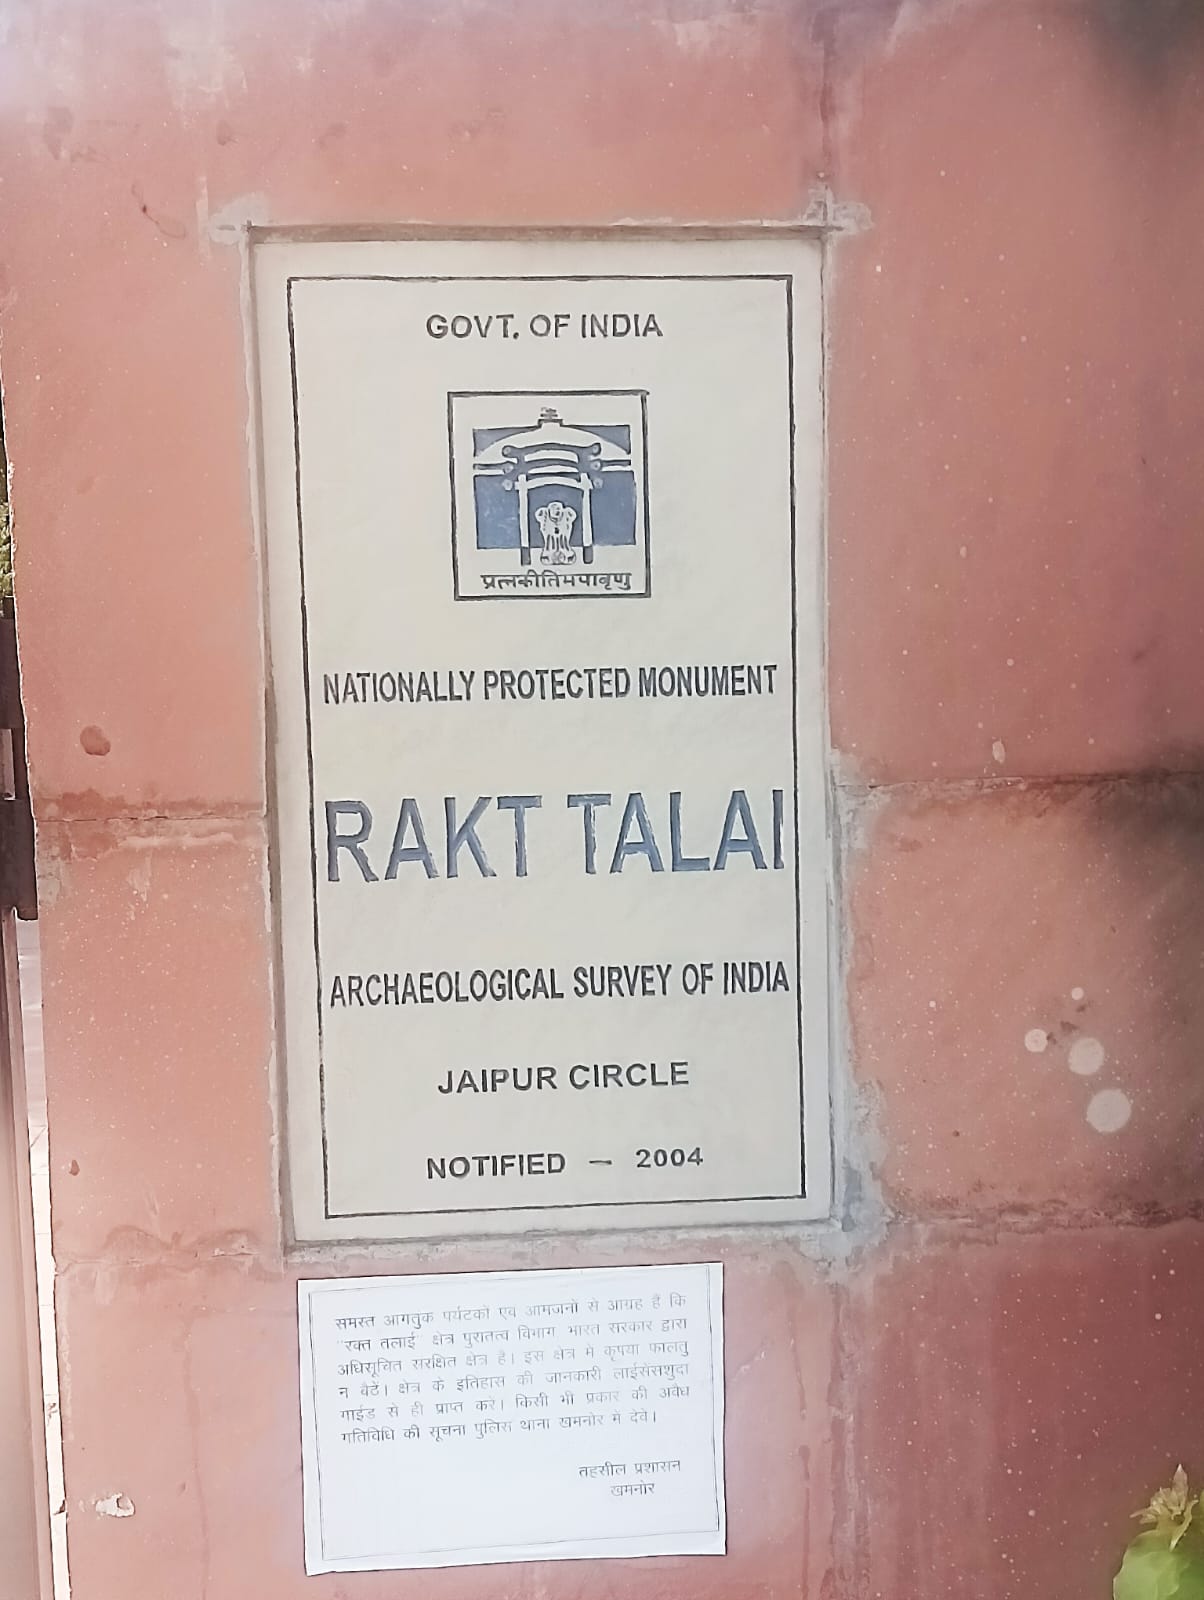 GOVT. OF INDIA
प्रत्नकीर्तिमपावृणु
NATIONALLY PROTECTED MONUMENT
RAKT TALAI
ARCHAEOLOGICAL SURVEY OF INDIA
JAIPUR CIRCLE
NOTIFIED – 2004
समस्त आगतुक पर्यटकों एवं आमजनों से आग्रह हैं कि
"रक्त तलाई" क्षेत्र पुरातत्व विभाग भारत सरकार द्वारा
अधिसूचित सरक्षित क्षेत्र है। इस क्षेत्र में कृपया फालतु
न बैठें। क्षेत्र के इतिहास की जानकारी लाईसेंसशुदा
गाईड से ही प्राप्त करें। किसी भी प्रकार की अवैध
गतिविधि की सूचना पुलिस थाना खमनोर में देवें।
तहसील प्रशासन
खमनोर